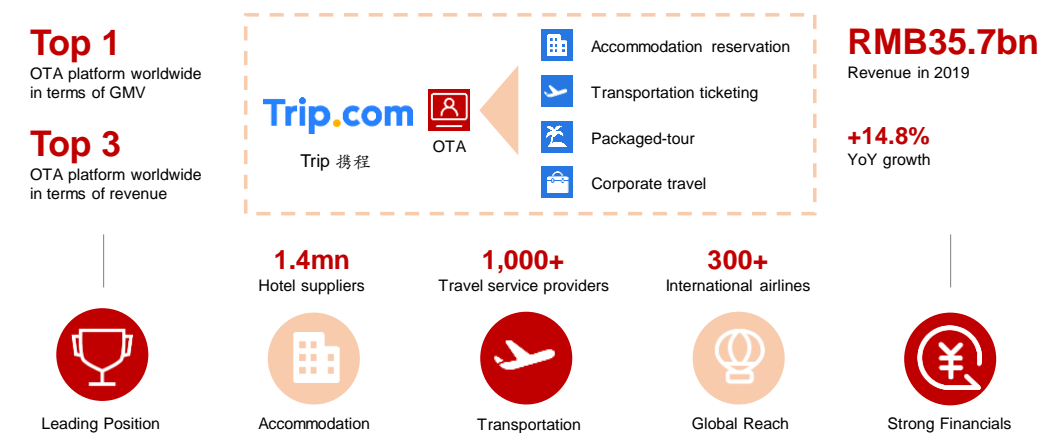 Top 1
OTA platform worldwide
in terms of GMV
Top 3
OTA platform worldwide
in terms of revenue
Trip.com
Trip 携程
OTA
Accommodation reservation
Transportation ticketing
Packaged-tour
Corporate travel
RMB35.7bn
Revenue in 2019
+14.8%
YoY growth
1.4mn
Hotel suppliers
1,000+
Travel service providers
300+
International airlines
¥
Leading Position
Accommodation
Transportation
Global Reach
Strong Financials